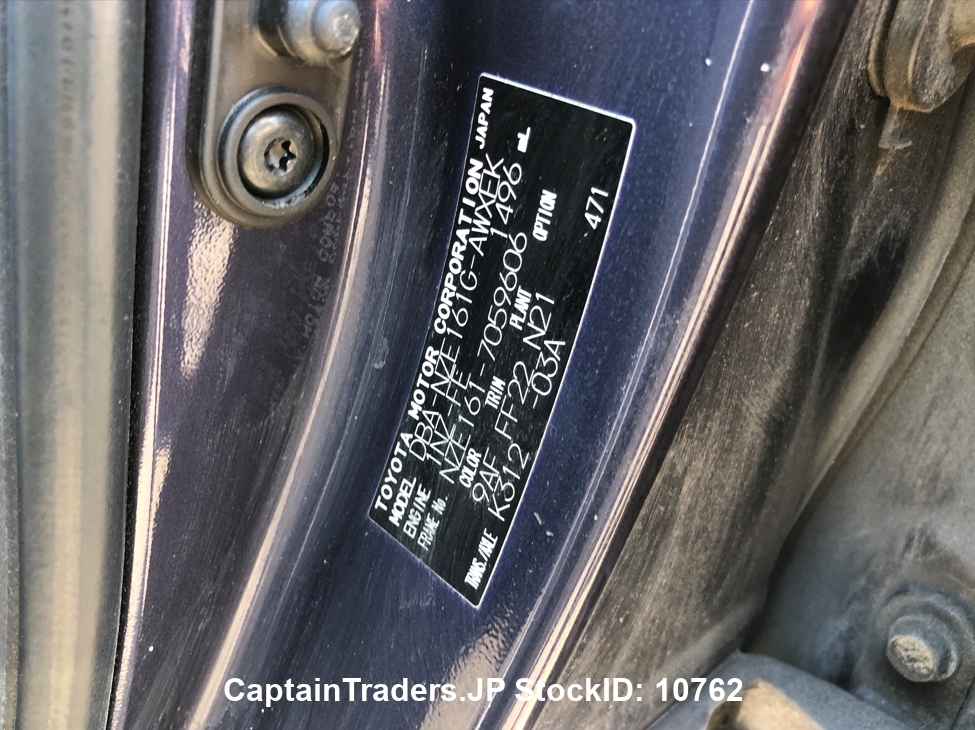 TOYOTA MOTOR CORPORATION JAPAN
MODEL DBA-NZE161G-AWXEK
ENGINE 1NZ-FE 1496 mL
FRAME No. NZE161-7059606
COLOR TRIM PLANT OPTION
9AF FF22 N21 471
TRANS./AXLE K312 03A
CaptainTraders.JP StockID: 10762